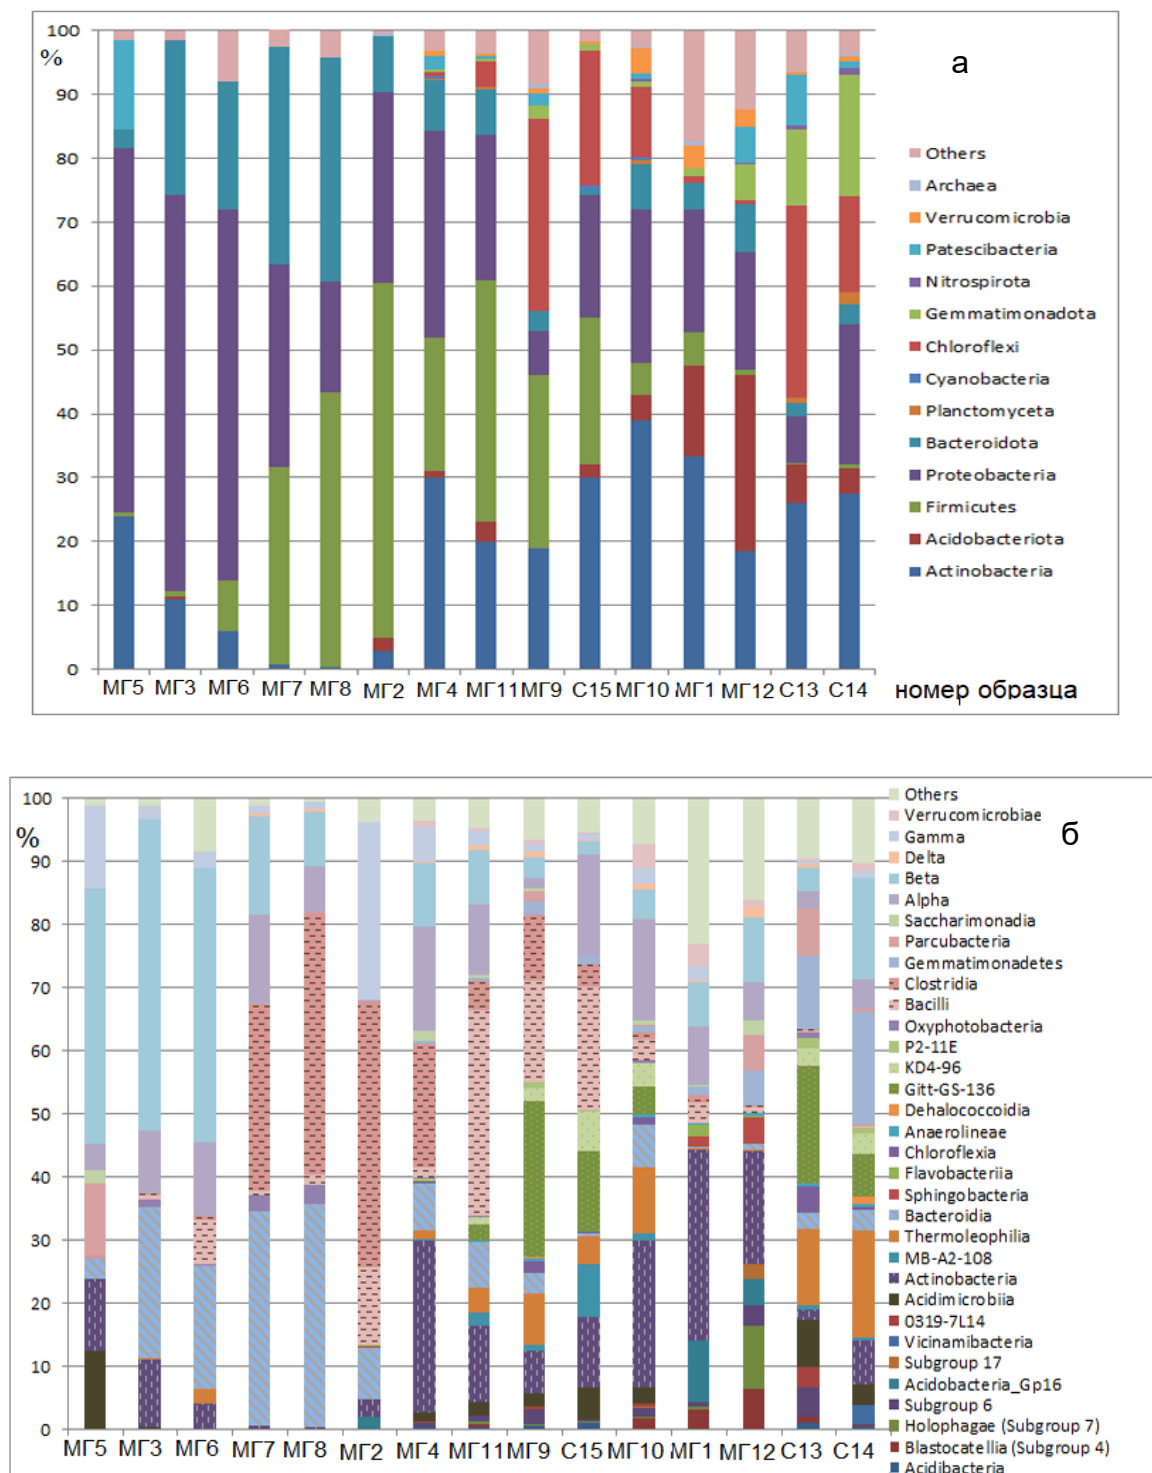 100
%
90
80
70
60
50
40
30
20
10
0
а
Others
Archaea
Verrucomicrobia
Patescibacteria
Nitrospirota
Gemmatimonadota
Chloroflexi
Cyanobacteria
Planctomyceta
Bacteroidota
Proteobacteria
Firmicutes
Acidobacteriota
Actinobacteria
МГ5 МГ3 МГ6 МГ7 МГ8 МГ2 МГ4 МГ11 МГ9 С15 МГ10 МГ1 МГ12 С13 С14 номер образца
100
%
90
80
70
60
50
40
30
20
10
0
б
Others
Verrucomicrobiae
Gamma
Delta
Beta
Alpha
Saccharimonadia
Parcubacteria
Gemmatimonadetes
Clostridia
Bacilli
Oxyphotobacteria
P2-11E
KD4-96
Gitt-GS-136
Dehalococcoidia
Anaerolineae
Chloroflexia
Flavobacteriia
Sphingobacteria
Bacteroidia
Thermoleophilia
MB-A2-108
Actinobacteria
Acidimicrobiia
0319-7L14
Vicinamibacteria
Subgroup 17
Acidobacteria_Gp16
Subgroup 6
Holophagae (Subgroup 7)
Blastocatellia (Subgroup 4)
Acidibacteria
МГ5 МГ3 МГ6 МГ7 МГ8 МГ2 МГ4 МГ11 МГ9 С15 МГ10 МГ1 МГ12 С13 С14